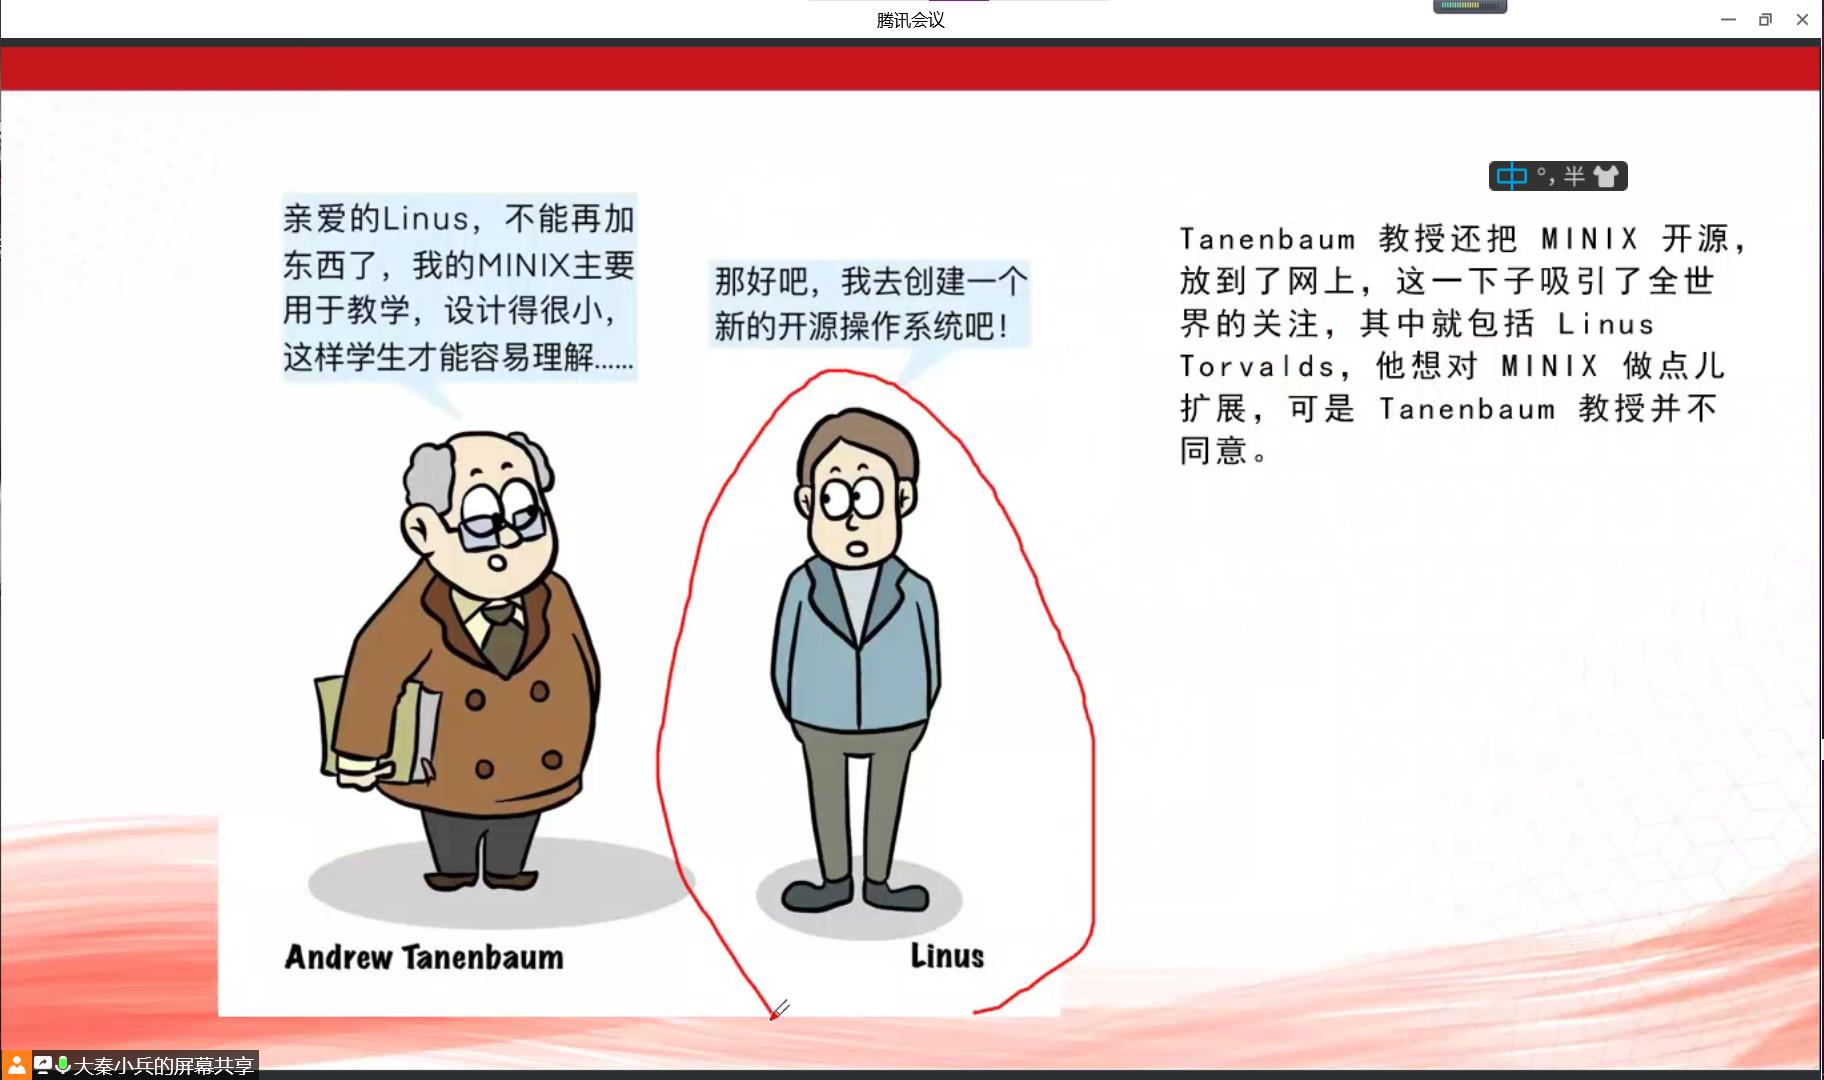 腾讯会议
中 °, 半
亲爱的Linus，不能再加
东西了，我的MINIX主要
用于教学，设计得很小，
这样学生才能容易理解……
那好吧，我去创建一个
新的开源操作系统吧！
Tanenbaum 教授还把 MINIX 开源，
放到了网上，这一下子吸引了全世
界的关注，其中就包括 Linus
Torvalds，他想对 MINIX 做点儿
扩展，可是 Tanenbaum 教授并不
同意。
Andrew Tanenbaum
Linus
大秦小兵的屏幕共享